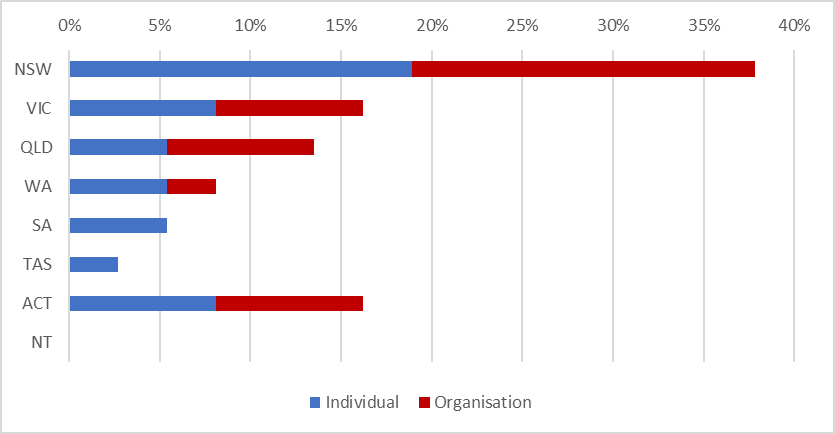 0% 5% 10% 15% 20% 25% 30% 35% 40%
NSW
VIC
QLD
WA
SA
TAS
ACT
NT
Individual Organisation